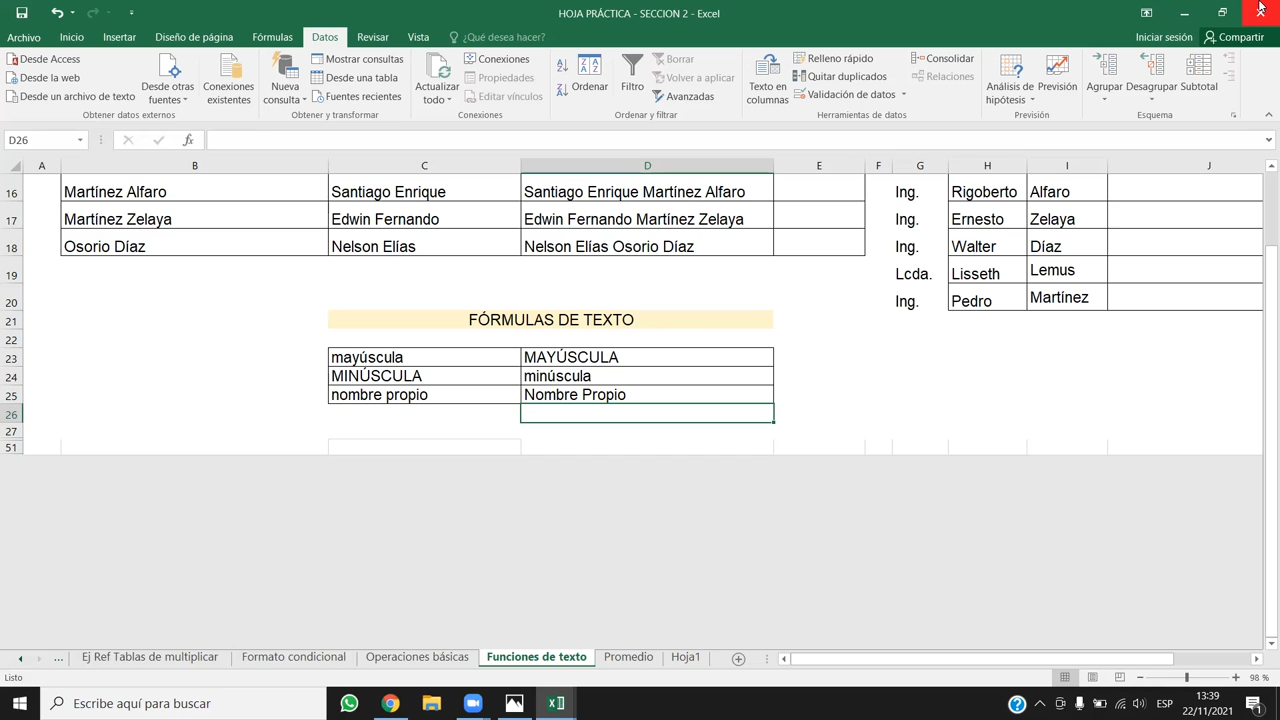 HOJA PRÁCTICA - SECCION 2 - Excel
Archivo Inicio Insertar Diseño de página Fórmulas Datos Revisar Vista ¿Qué desea hacer? Iniciar sesión Compartir
Desde Access
Desde la web
Desde un archivo de texto
Desde otras fuentes
Conexiones existentes
Obtener datos externos
Nueva consulta
Mostrar consultas
Desde una tabla
Fuentes recientes
Obtener y transformar
Actualizar todo
Conexiones
Propiedades
Editar vínculos
Conexiones
Ordenar
Filtro
Borrar
Volver a aplicar
Avanzadas
Ordenar y filtrar
Texto en columnas
Relleno rápido
Quitar duplicados
Validación de datos
Consolidar
Relaciones
Herramientas de datos
Análisis de hipótesis
Previsión
Previsión
Agrupar
Desagrupar
Subtotal
Esquema
D26
fx
A B C D E F G H I J
16 Martínez Alfaro Santiago Enrique Santiago Enrique Martínez Alfaro Ing. Rigoberto Alfaro
17 Martínez Zelaya Edwin Fernando Edwin Fernando Martínez Zelaya Ing. Ernesto Zelaya
18 Osorio Díaz Nelson Elías Nelson Elías Osorio Díaz Ing. Walter Díaz
19 Lcda. Lisseth Lemus
20 Ing. Pedro Martínez
21 FÓRMULAS DE TEXTO
22
23 mayúscula MAYÚSCULA
24 MINÚSCULA minúscula
25 nombre propio Nombre Propio
26
27
51
... Ej Ref Tablas de multiplicar Formato condicional Operaciones básicas Funciones de texto Promedio Hoja1
Listo 98 %
Escribe aquí para buscar
ESP
13:39
22/11/2021
1